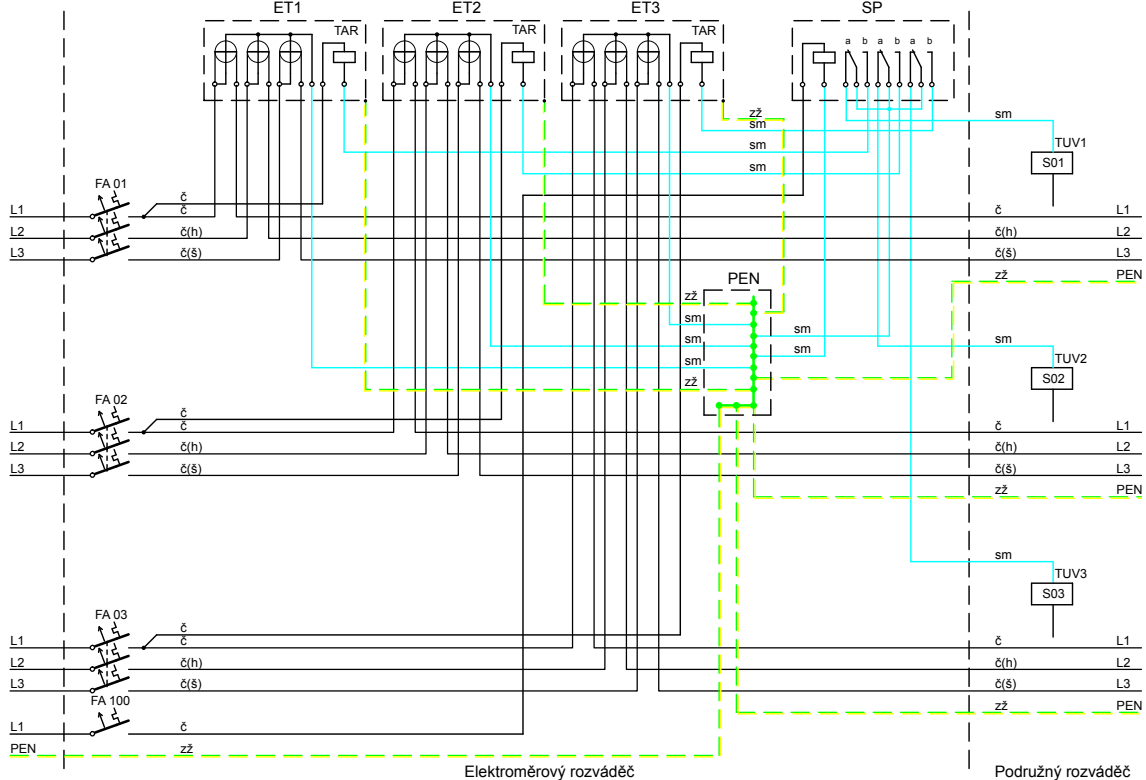 ET1 ET2 ET3 SP
TAR TAR TAR a b a b a b
zž
sm sm
sm TUV1
S01
sm
FA 01
č
L1 č č L1
L2 č(h) č(h) L2
L3 č(š) č(š) L3
zž PEN
PEN
zž
sm sm
sm sm sm
TUV2
sm
S02
zž
FA 02
č
L1 č č L1
L2 č(h) č(h) L2
L3 č(š) č(š) L3
zž PEN
sm
TUV3
S03
FA 03
č
L1 č č L1
L2 č(h) č(h) L2
L3 č(š) č(š) L3
FA 100
zž PEN
L1 č
PEN zž
Elektroměrový rozváděč Podružný rozváděč